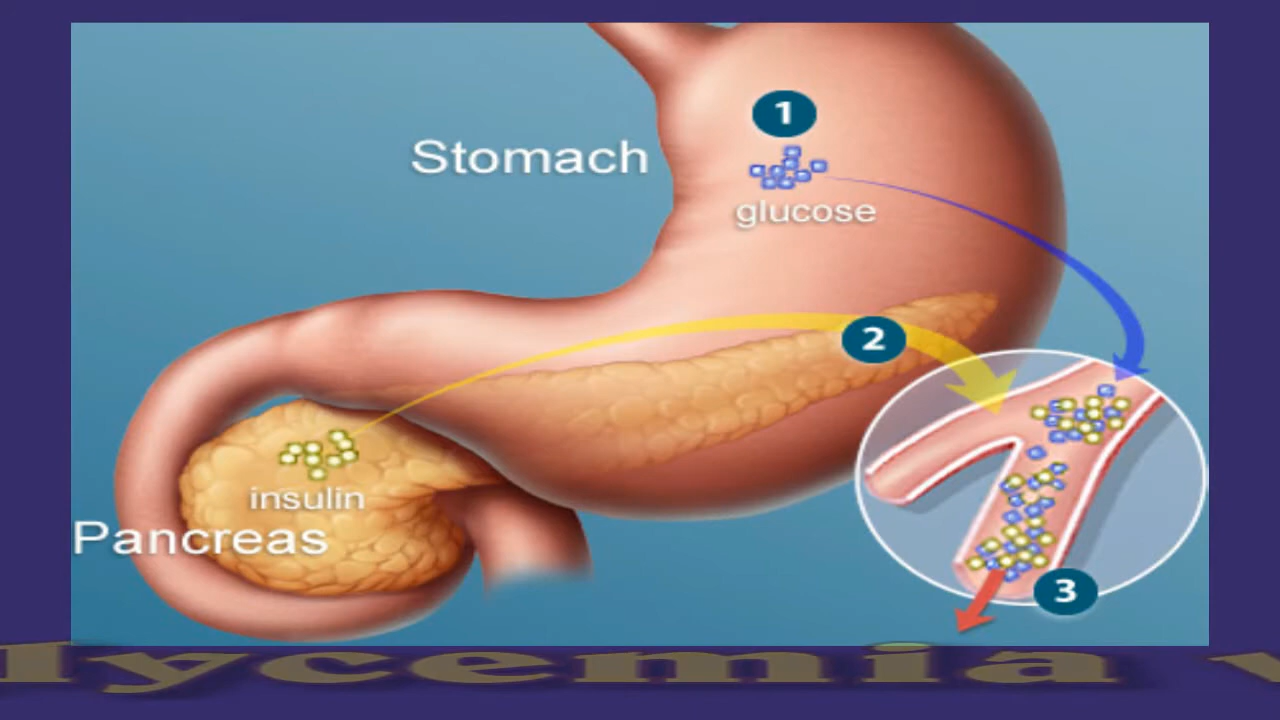 1
Stomach
glucose
2
insulin
Pancreas
3
lycemia